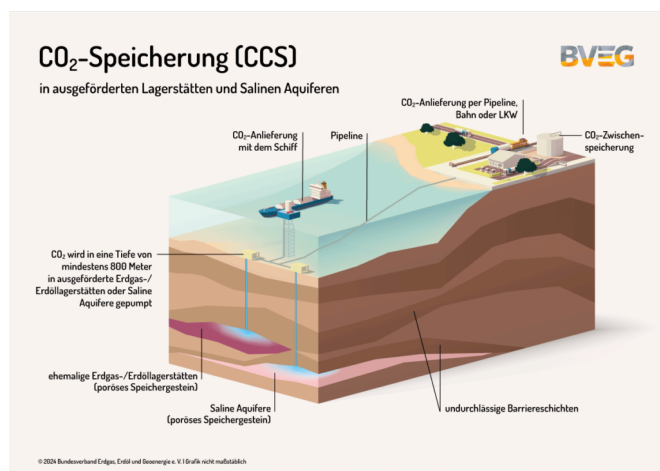 CO₂-Speicherung (CCS)
BVEG
in ausgeförderten Lagerstätten und Salinen Aquiferen
CO₂-Anlieferung per Pipeline,
Bahn oder LKW
CO₂-Anlieferung
mit dem Schiff
Pipeline
CO₂-Zwischen-
speicherung
CO₂ wird in eine Tiefe von
mindestens 800 Meter
in ausgeförderte Erdgas-/
Erdöllagerstätten oder Saline
Aquifere gepumpt
ehemalige Erdgas-/Erdöllagerstätten
(poröses Speichergestein)
Saline Aquifere
(poröses Speichergestein)
undurchlässige Barriereschichten
© 2024 Bundesverband Erdgas, Erdöl und Geoenergie e. V. | Grafik nicht maßstäblich